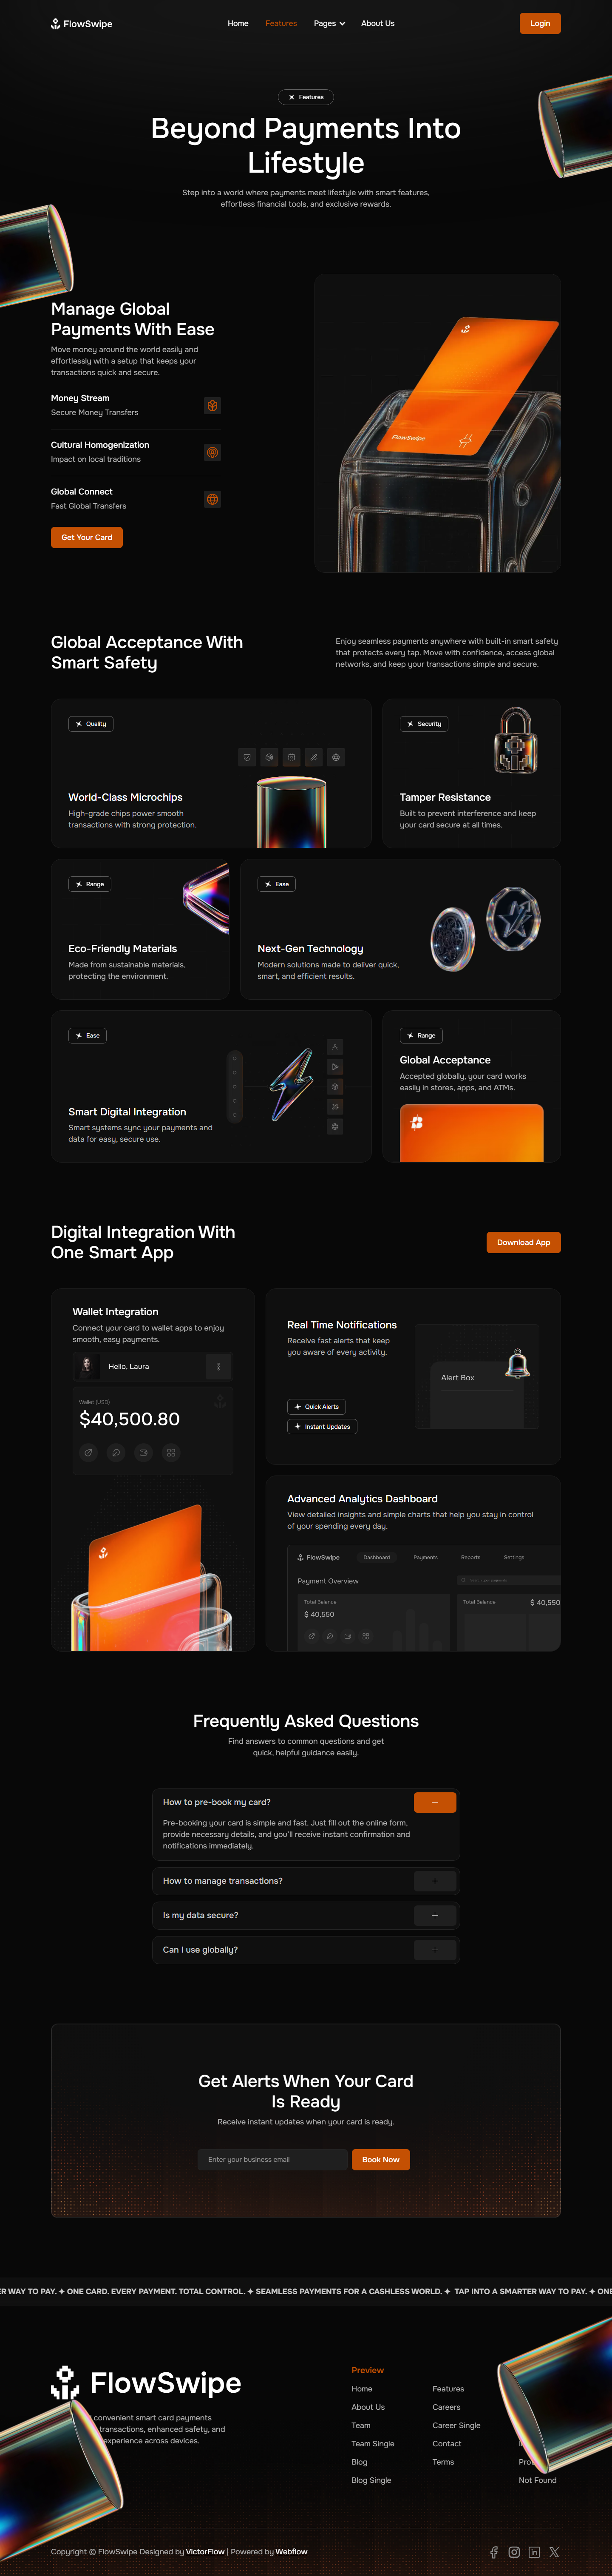 FlowSwipe
Home
Features
Pages
About Us
Login
Features
Beyond Payments Into
Lifestyle
Step into a world where payments meet lifestyle with smart features,
effortless financial tools, and exclusive rewards.
Manage Global
Payments With Ease
Move money around the world easily and
effortlessly with a setup that keeps your
transactions quick and secure.
Money Stream
Secure Money Transfers
Cultural Homogenization
Impact on local traditions
Global Connect
Fast Global Transfers
Get Your Card
FlowSwipe
Global Acceptance With
Smart Safety
Enjoy seamless payments anywhere with built-in smart safety
that protects every tap. Move with confidence, access global
networks, and keep your transactions simple and secure.
Quality
World-Class Microchips
High-grade chips power smooth
transactions with strong protection.
Security
Tamper Resistance
Built to prevent interference and keep
your card secure at all times.
Range
Eco-Friendly Materials
Made from sustainable materials,
protecting the environment.
Ease
Next-Gen Technology
Modern solutions made to deliver quick,
smart, and efficient results.
Ease
Smart Digital Integration
Smart systems sync your payments and
data for easy, secure use.
Range
Global Acceptance
Accepted globally, your card works
easily in stores, apps, and ATMs.
Digital Integration With
One Smart App
Download App
Wallet Integration
Connect your card to wallet apps to enjoy
smooth, easy payments.
Hello, Laura
Wallet (USD)
$40,500.80
Real Time Notifications
Receive fast alerts that keep
you aware of every activity.
Quick Alerts
Instant Updates
Alert Box
Advanced Analytics Dashboard
View detailed insights and simple charts that help you stay in control
of your spending every day.
FlowSwipe
Dashboard
Payments
Reports
Settings
Payment Overview
Total Balance
$ 40,550
Total Balance
$ 40,550
Frequently Asked Questions
Find answers to common questions and get
quick, helpful guidance easily.
How to pre-book my card?
Pre-booking your card is simple and fast. Just fill out the online form,
provide necessary details, and you'll receive instant confirmation and
notifications immediately.
How to manage transactions?
Is my data secure?
Can I use globally?
Get Alerts When Your Card
Is Ready
Receive instant updates when your card is ready.
Enter your business email
Book Now
ER WAY TO PAY. ✦ ONE CARD. EVERY PAYMENT. TOTAL CONTROL. ✦ SEAMLESS PAYMENTS FOR A CASHLESS WORLD. ✦ TAP INTO A SMARTER WAY TO PAY. ✦ ONE
FlowSwipe
convenient smart card payments
transactions, enhanced safety, and
experience across devices.
Preview
Home
About Us
Team
Team Single
Blog
Blog Single
Features
Careers
Career Single
Contact
Terms
Not Found
Copyright © FlowSwipe Designed by VictorFlow | Powered by Webflow